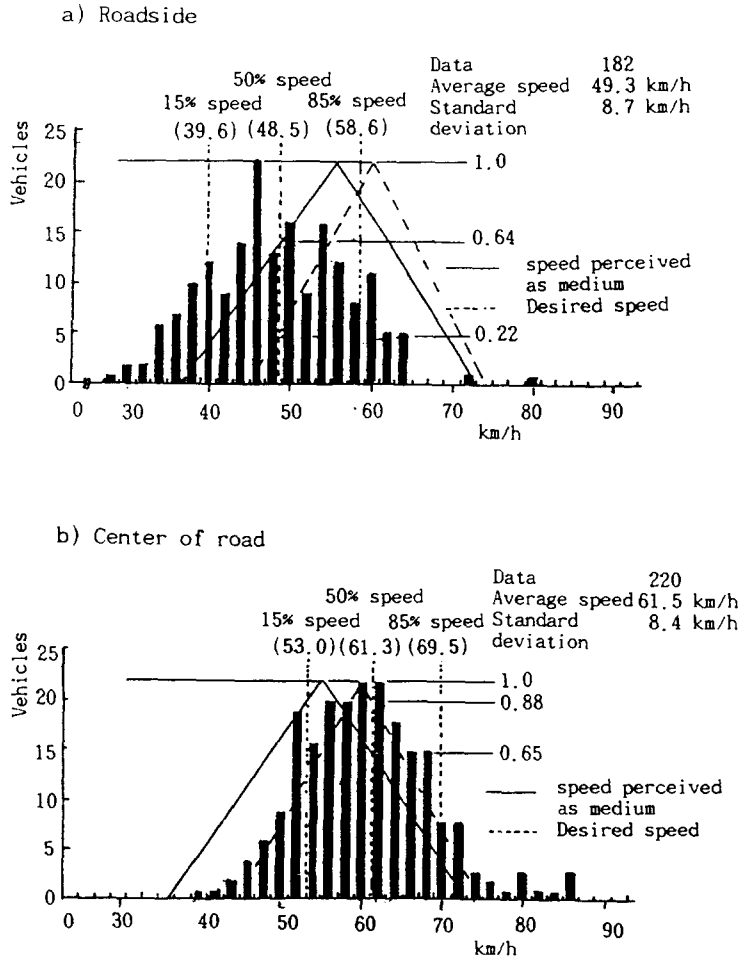 a) Roadside
Data 182
Average speed 49.3 km/h
Standard deviation 8.7 km/h
50% speed
15% speed 85% speed
(39.6) (48.5) (58.6)
Vehicles
25
20
15
10
5
0
1.0
0.64
0.22
speed perceived
as medium
Desired speed
0 30 40 50 60 70 80 90
km/h
b) Center of road
Data 220
Average speed 61.5 km/h
Standard deviation 8.4 km/h
50% speed
15% speed 85% speed
(53.0) (61.3) (69.5)
Vehicles
25
20
15
10
5
0
1.0
0.88
0.65
speed perceived
as medium
Desired speed
0 30 40 50 60 70 80 90
km/h